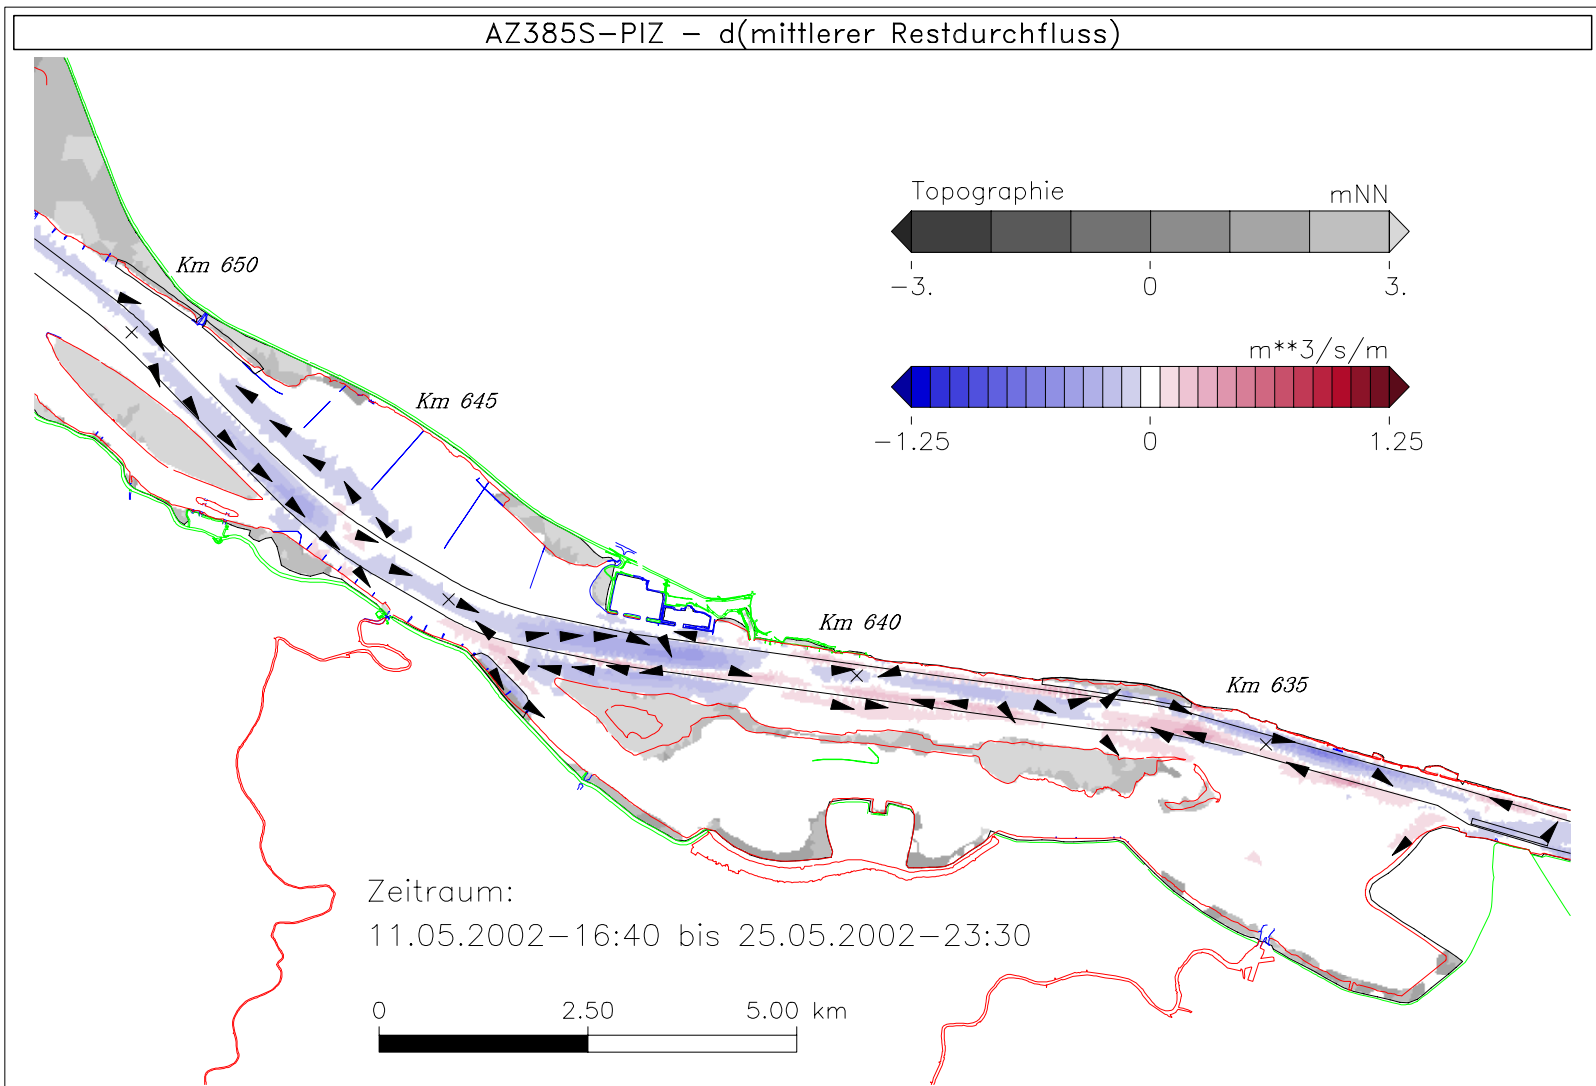 AZ385S-PIZ - d(mittlerer Restdurchfluss)
Topographie mNN
-3. 0 3.
Km 650
m**3/s/m
-1.25 0 1.25
Km 645
Km 640
Km 635
Zeitraum:
11.05.2002-16:40 bis 25.05.2002-23:30
0 2.50 5.00 km